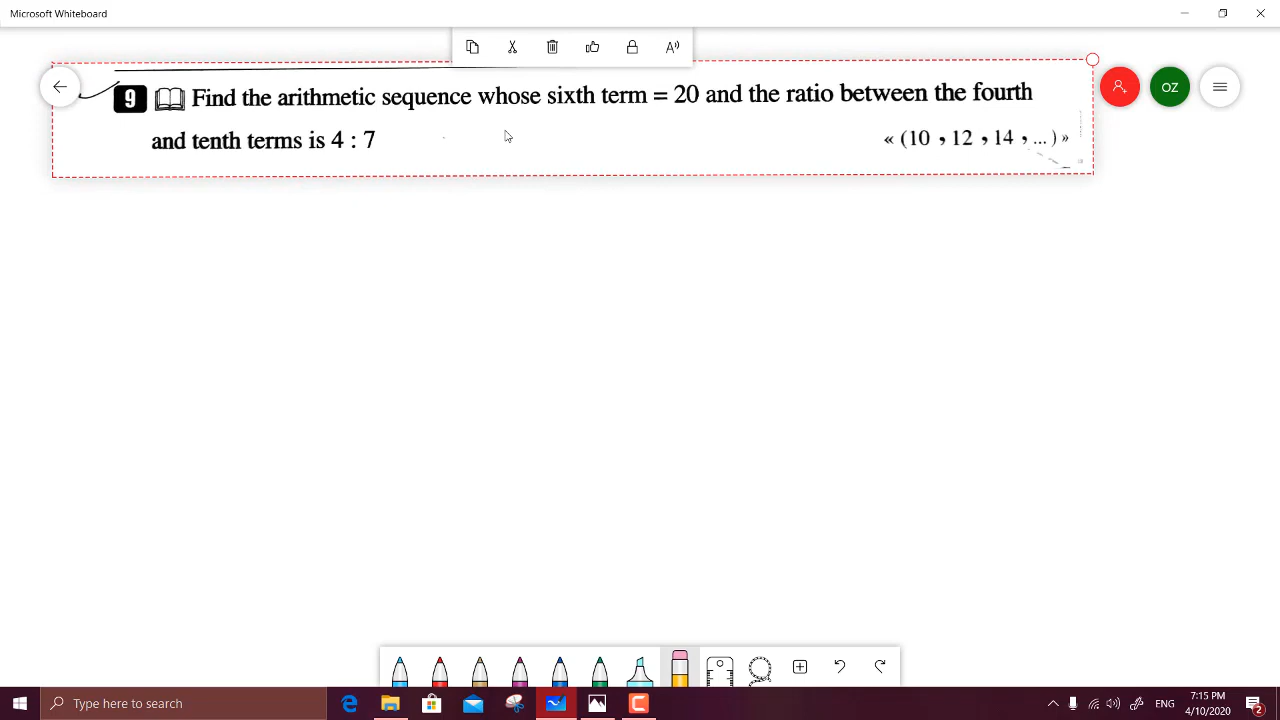 Microsoft Whiteboard
9 Find the arithmetic sequence whose sixth term = 20 and the ratio between the fourth
and tenth terms is 4 : 7
« (10 , 12 , 14 , ... ) »
OZ
Type here to search
ENG
7:15 PM
4/10/2020
2